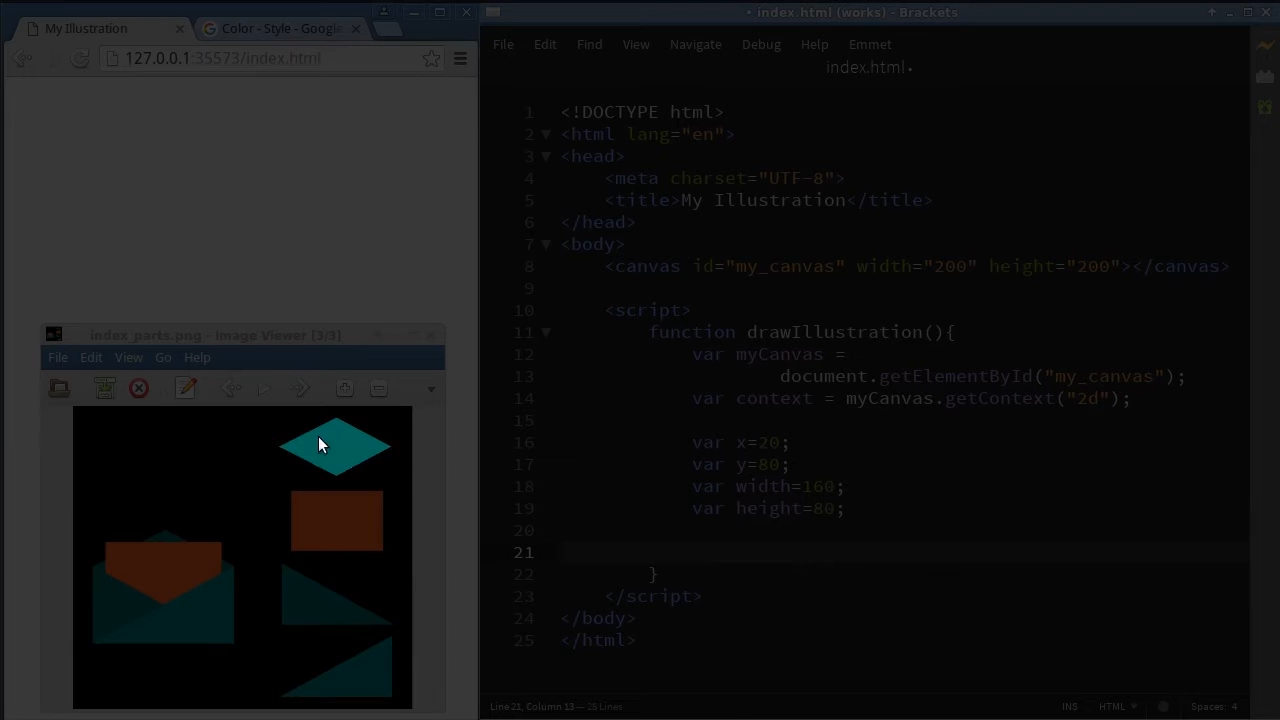 My Illustration
Color - Style - Google
127.0.0.1:35573/index.html
index_parts.png - Image Viewer [3/3]
File Edit View Go Help
• index.html (works) - Brackets
File Edit Find View Navigate Debug Help Emmet
index.html •
1 <!DOCTYPE html>
2 <html lang="en">
3 <head>
4 <meta charset="UTF-8">
5 <title>My Illustration</title>
6 </head>
7 <body>
8 <canvas id="my_canvas" width="200" height="200"></canvas>
9
10 <script>
11 function drawIllustration(){
12 var myCanvas =
13 document.getElementById("my_canvas");
14 var context = myCanvas.getContext("2d");
15
16 var x=20;
17 var y=80;
18 var width=160;
19 var height=80;
20
21
22 }
23 </script>
24 </body>
25 </html>
Line 21, Column 13 — 25 Lines
INS HTML Spaces: 4